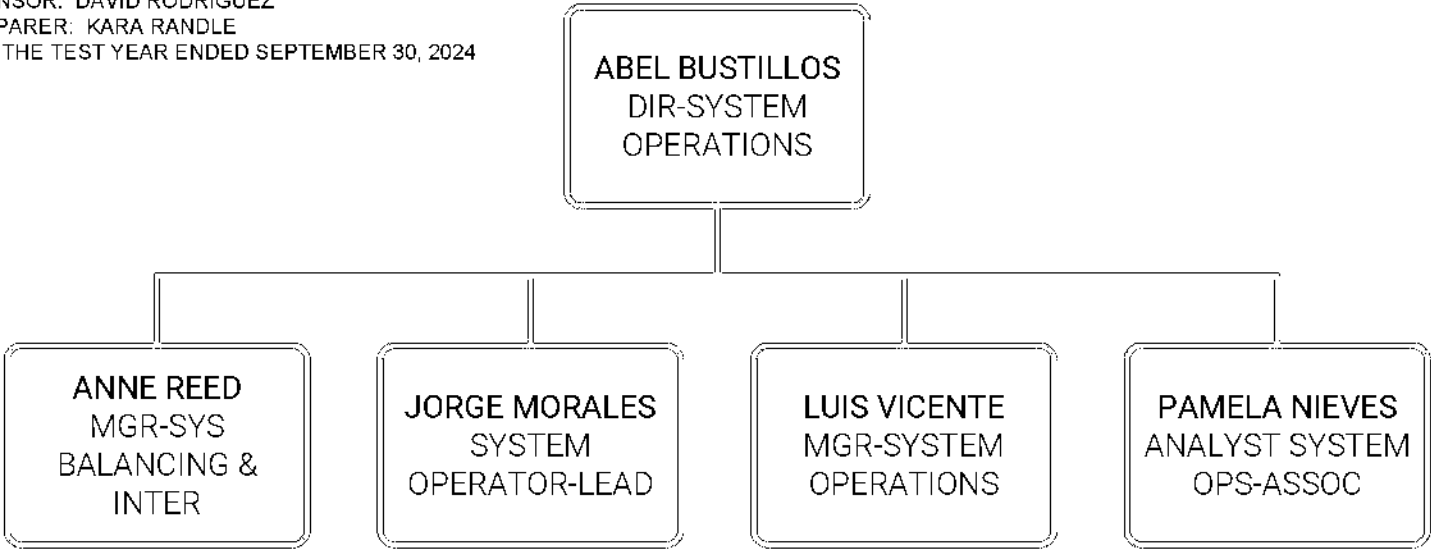 NSOR: DAVID RODRIGUEZ
PARER: KARA RANDLE
THE TEST YEAR ENDED SEPTEMBER 30, 2024
ABEL BUSTILLOS
DIR-SYSTEM
OPERATIONS
ANNE REED
MGR-SYS
BALANCING &
INTER
JORGE MORALES
SYSTEM
OPERATOR-LEAD
LUIS VICENTE
MGR-SYSTEM
OPERATIONS
PAMELA NIEVES
ANALYST SYSTEM
OPS-ASSOC